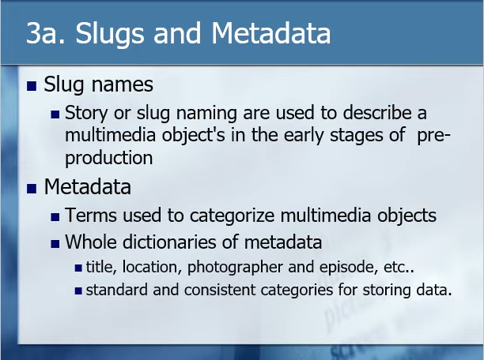 3a. Slugs and Metadata
Slug names
Story or slug naming are used to describe a
multimedia object's in the early stages of pre-
production
Metadata
Terms used to categorize multimedia objects
Whole dictionaries of metadata
title, location, photographer and episode, etc..
standard and consistent categories for storing data.